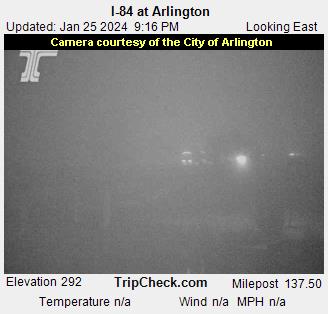 I-84 at Arlington
Updated: Jan 25 2024 9:16 PM Looking East
Camera courtesy of the City of Arlington
Elevation 292 TripCheck.com Milepost 137.50
Temperature n/a Wind n/a MPH n/a